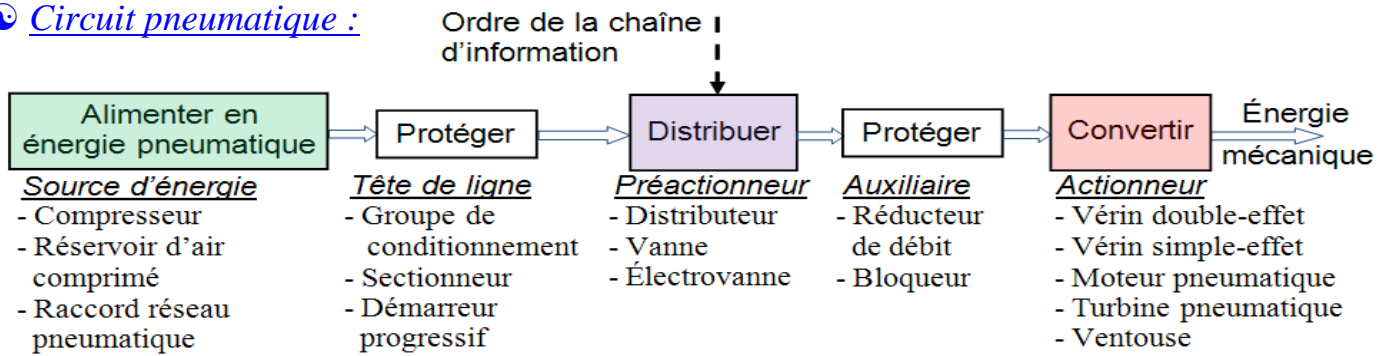 Circuit pneumatique :
Ordre de la chaîne
d'information
Alimenter en
énergie pneumatique
Protéger
Distribuer
Protéger
Convertir
Énergie
mécanique
Source d'énergie
- Compresseur
- Réservoir d'air
comprimé
- Raccord réseau
pneumatique
Tête de ligne
- Groupe de
conditionnement
- Sectionneur
- Démarreur
progressif
Préactionneur
- Distributeur
- Vanne
- Électrovanne
Auxiliaire
- Réducteur
de débit
- Bloqueur
Actionneur
- Vérin double-effet
- Vérin simple-effet
- Moteur pneumatique
- Turbine pneumatique
- Ventouse